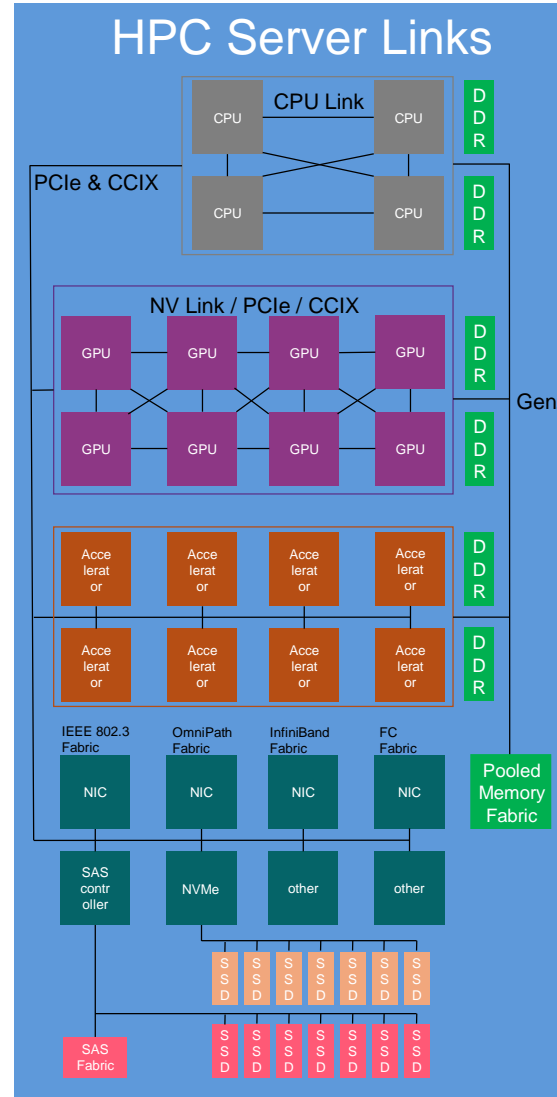 HPC Server Links
CPU Link
CPU
CPU
D
D
R
PCIe & CCIX
CPU
CPU
D
D
R
NV Link / PCIe / CCIX
GPU
GPU
GPU
GPU
D
D
R
Gen
GPU
GPU
GPU
GPU
D
D
R
Acce
lerat
or
Acce
lerat
or
Acce
lerat
or
Acce
lerat
or
D
D
R
Acce
lerat
or
Acce
lerat
or
Acce
lerat
or
Acce
lerat
or
D
D
R
IEEE 802.3
Fabric
OmniPath
Fabric
InfiniBand
Fabric
FC
Fabric
NIC
NIC
NIC
NIC
Pooled
Memory
Fabric
SAS
contr
oller
NVMe
other
other
S
S
D
S
S
D
S
S
D
S
S
D
S
S
D
S
S
D
S
S
D
SAS
Fabric
S
S
D
S
S
D
S
S
D
S
S
D
S
S
D
S
S
D
S
S
D